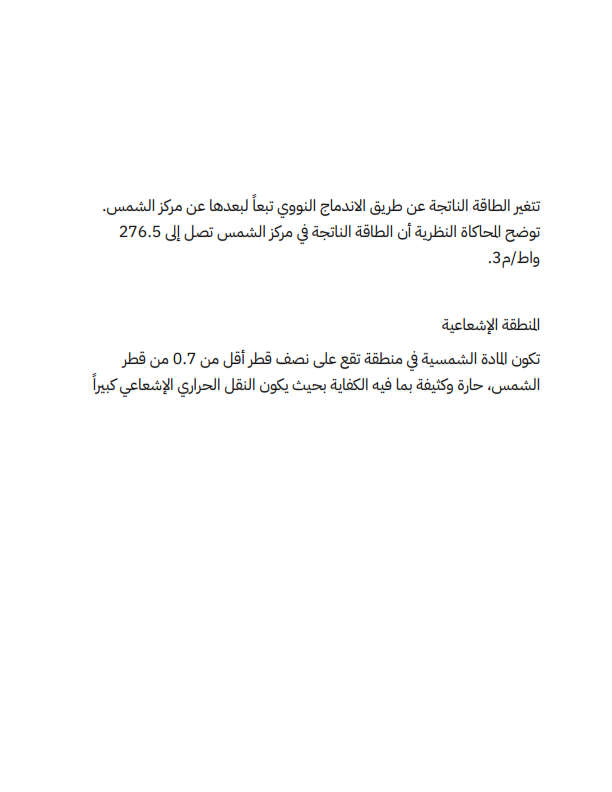 تتغير الطاقة الناتجة عن طريق الاندماج النووي تبعاً لبعدها عن مركز الشمس.
توضح المحاكاة النظرية أن الطاقة الناتجة في مركز الشمس تصل إلى 276.5
واط/م3.
المنطقة الإشعاعية
تكون المادة الشمسية في منطقة تقع على نصف قطر أقل من 0.7 من قطر
الشمس، حارة وكثيفة بما فيه الكفاية بحيث يكون النقل الحراري الإشعاعي كبيراً